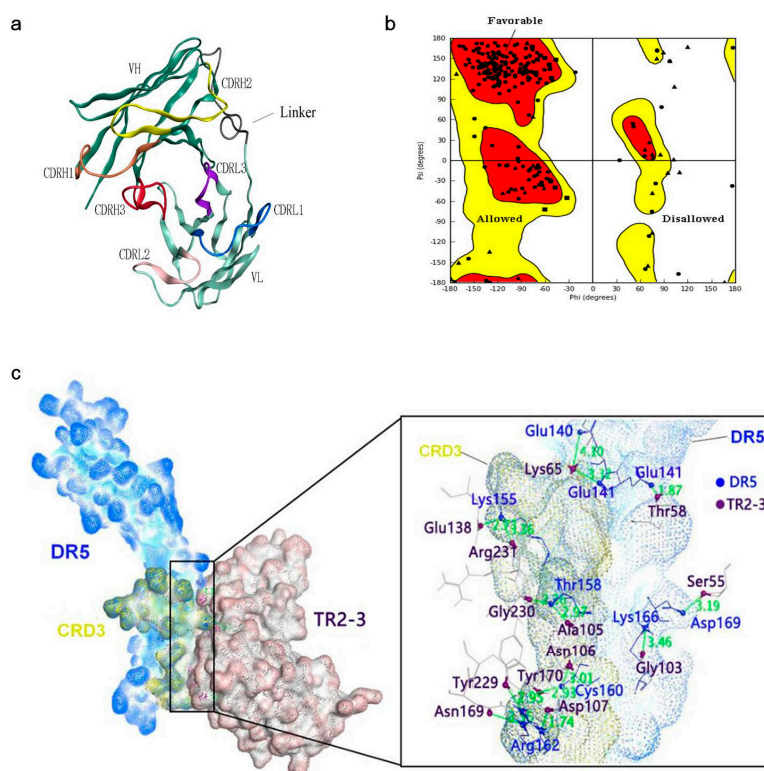 a
VH
CDRH2
Linker
CDRL3
CDRH1
CDRH3
CDRL1
CDRL2
VL
b
Favorable
180
150
120
90
60
30
0
-30
-60
-90
-120
-150
-180
Psi (degrees)
Allowed
Disallowed
-180 -150 -120 -90 -60 -30 0 30 60 90 120 150 180
Phi (degrees)
c
DR5
CRD3
TR2-3
Glu140
DR5
CRD3
4.10
Lys65
Glu141
DR5
Glu141
1.87
TR2-3
Lys155
Thr58
Glu138
Arg231
Thr158
Ser55
Gly230
Lys166
3.19
Ala105
Asp169
Asn106
3.46
Tyr170
3.01
Gly103
Tyr229
2.95
2.93
Cys160
Asn169
Asp107
1.74
Arg162